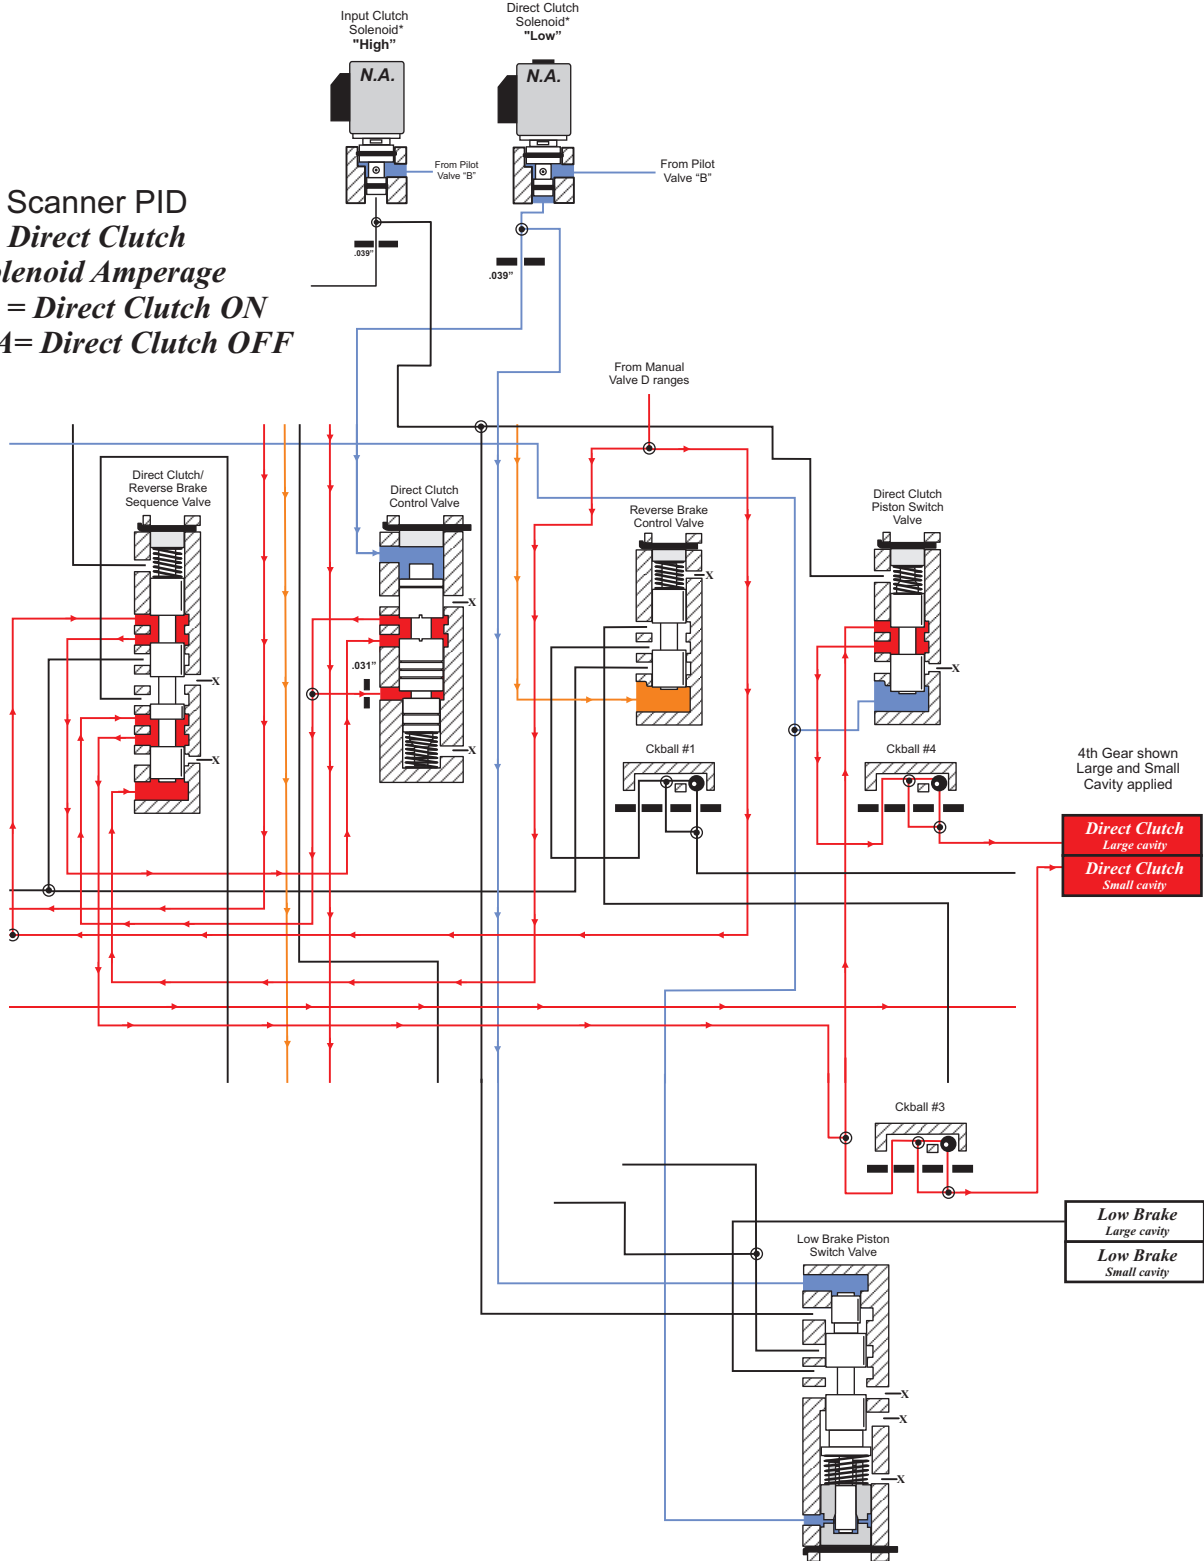 Input Clutch
Solenoid*
"High"
Direct Clutch
Solenoid*
"Low"
N.A.
N.A.
From Pilot
Valve "B"
From Pilot
Valve "B"
Scanner PID
Direct Clutch
Amperage
= Direct Clutch ON
A= Direct Clutch OFF
.039"
.039"
From Manual
Valve D ranges
Direct Clutch/
Reverse Brake
Sequence Valve
Direct Clutch
Control Valve
Reverse Brake
Control Valve
Direct Clutch
Piston Switch
Valve
X
X
X
X
X
X
.031"
Ckball #1
Ckball #4
4th Gear shown
Large and Small
Cavity applied
Direct Clutch
Large cavity
Direct Clutch
Small cavity
Ckball #3
Low Brake
Large cavity
Low Brake
Small cavity
Low Brake Piston
Switch Valve
X
X
X